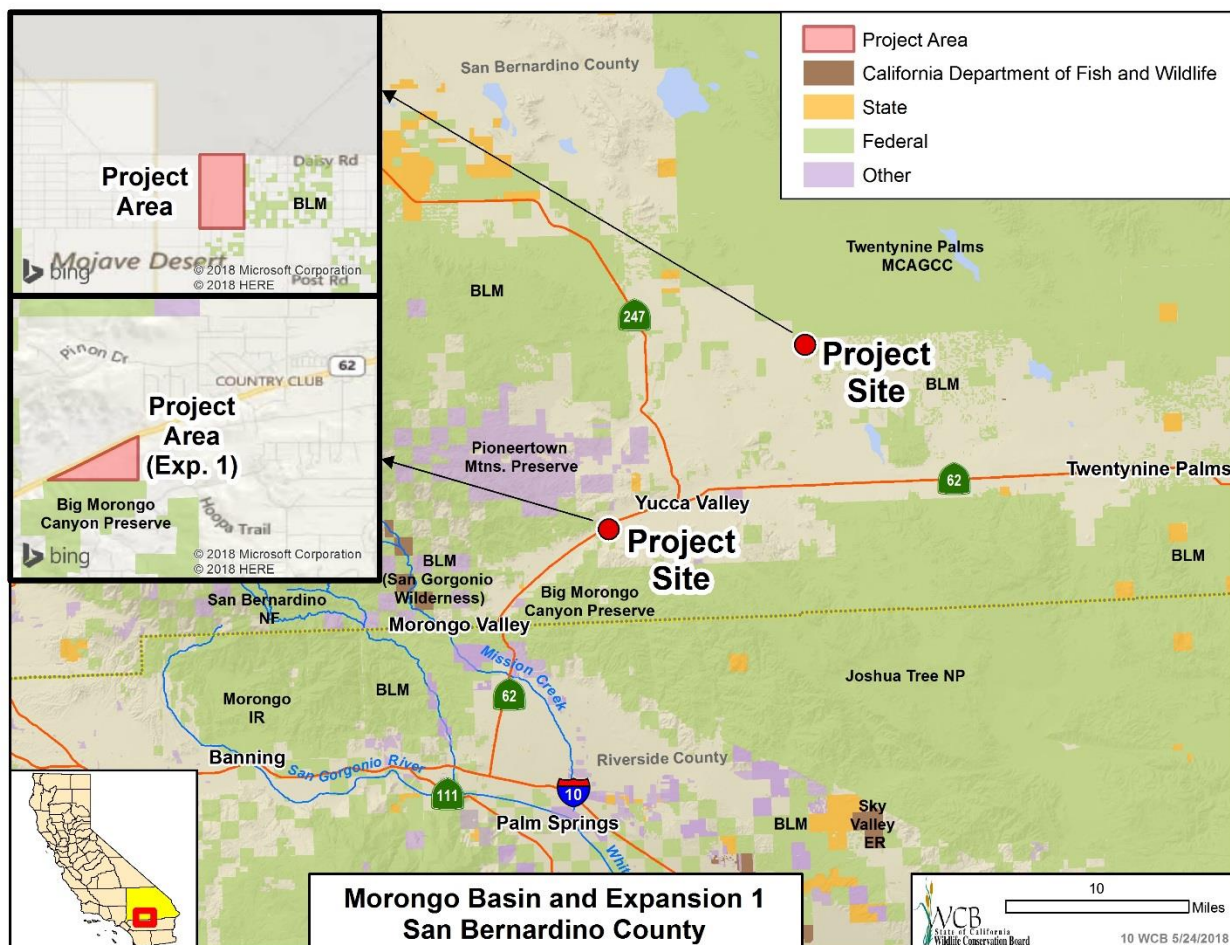 Project
Area
Daisy Rd
BLM
Mojave Desert
Post Rd
bing
© 2018 Microsoft Corporation
© 2018 HERE
Pinon Dr
62
COUNTRY CLUB
Project
Area
(Exp. 1)
Big Morongo
Canyon Preserve
Hoopa Trail
bing
© 2018 Microsoft Corporation
© 2018 HERE
Project Area
California Department of Fish and Wildlife
State
Federal
Other
San Bernardino County
Twentynine Palms
MCAGCC
BLM
247
Project
Site
BLM
Pioneertown
Mtns. Preserve
Twentynine Palms
62
Yucca Valley
Project
Site
BLM
BLM
(San Gorgonio
Wilderness)
Big Morongo
Canyon Preserve
San Bernardino
NF
Morongo Valley
Mission Creek
Joshua Tree NP
BLM
Morongo
IR
62
Riverside County
Banning
San Gorgonio River
111
10
Palm Springs
BLM
Sky
Valley
ER
Whit
Morongo Basin and Expansion 1
San Bernardino County
WCB
State of California
Wildlife Conservation Board
10
Miles
10 WCB 5/24/2018